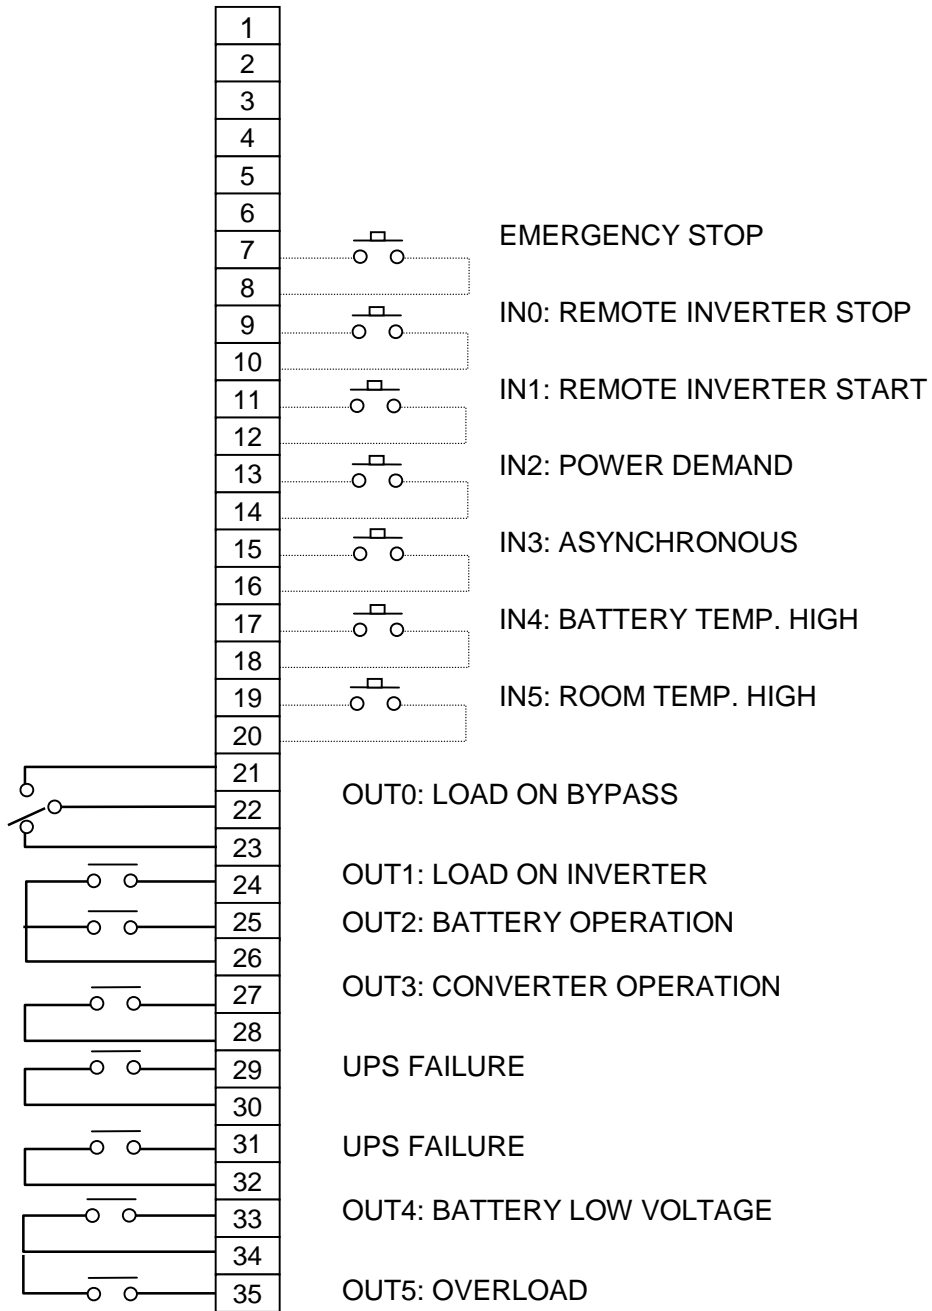 1
2
3
4
5
6
EMERGENCY STOP
7
8
IN0: REMOTE INVERTER STOP
9
10
IN1: REMOTE INVERTER START
11
12
IN2: POWER DEMAND
13
14
IN3: ASYNCHRONOUS
15
16
IN4: BATTERY TEMP. HIGH
17
18
IN5: ROOM TEMP. HIGH
19
20
21
OUT0: LOAD ON BYPASS
22
23
OUT1: LOAD ON INVERTER
24
25
OUT2: BATTERY OPERATION
26
27
OUT3: CONVERTER OPERATION
28
29
UPS FAILURE
30
31
UPS FAILURE
32
33
OUT4: BATTERY LOW VOLTAGE
34
35
OUT5: OVERLOAD